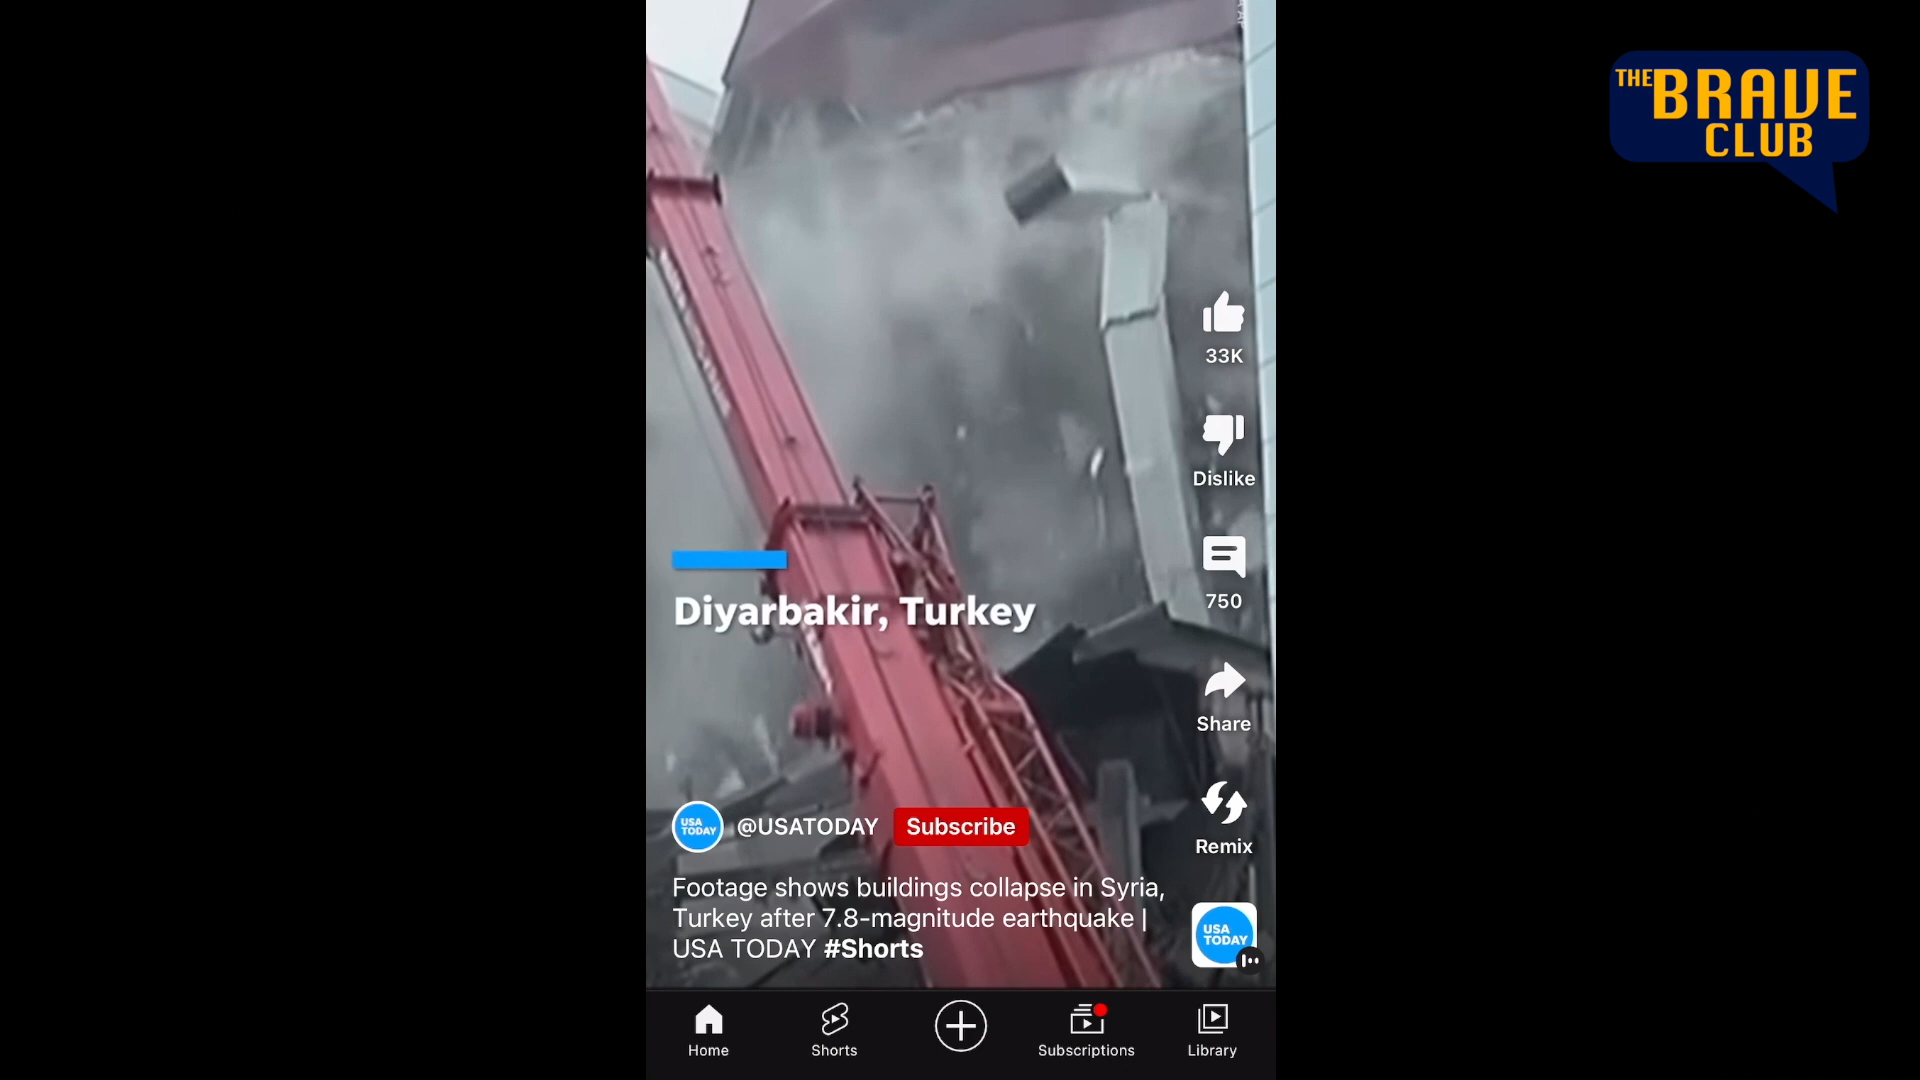 THE BRAVE
CLUB
33K
Dislike
750
Diyarbakir, Turkey
Share
Remix
USA
TODAY
@USATODAY
Subscribe
Footage shows buildings collapse in Syria,
Turkey after 7.8-magnitude earthquake |
USA TODAY #Shorts
USA
TODAY
Home
Shorts
Subscriptions
Library